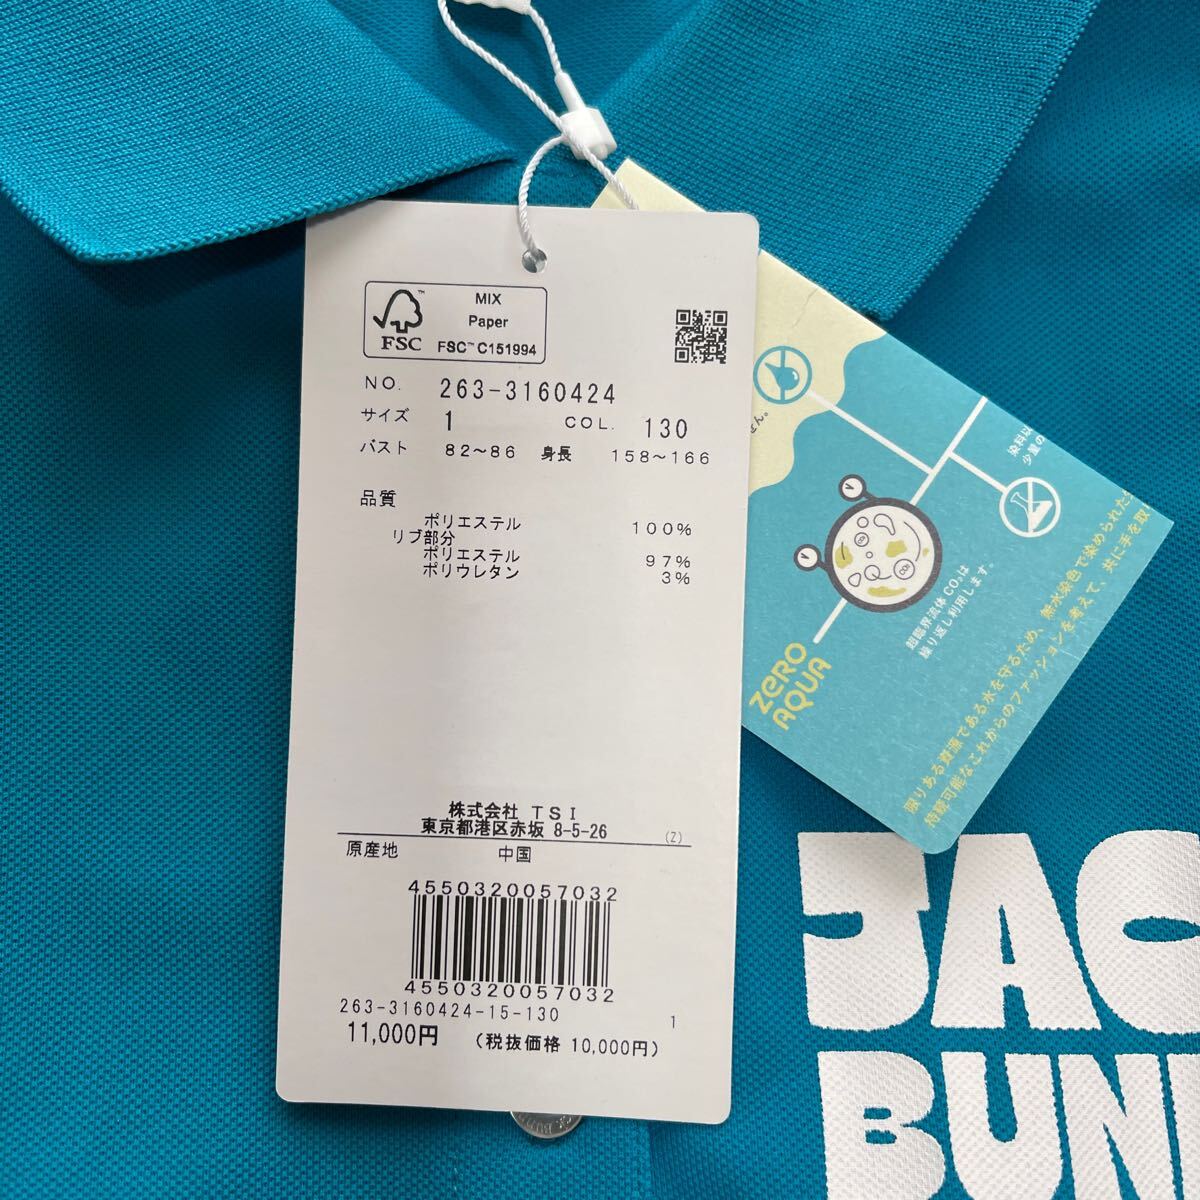 FSC
MIX
Paper
FSC™ C151994
NO. 263-3160424
サイズ 1 COL. 130
バスト 82〜86 身長 158〜166
品質
ポリエステル 100%
リブ部分
ポリエステル 97%
ポリウレタン 3%
株式会社 TSI
東京都港区赤坂 8-5-26
(Z)
原産地 中国
4550320057032
4550320057032
263-3160424-15-130
1
11,000円 (税抜価格 10,000円)
せん。
染料以
少量の
超臨界流体CO₂は
繰り返し利用します。
ZERO
AQUA
限りある資源である水を守るため、無水染色で染められた
持続可能なこれからのファッションを考えて、共に手を取
JAC
BUN